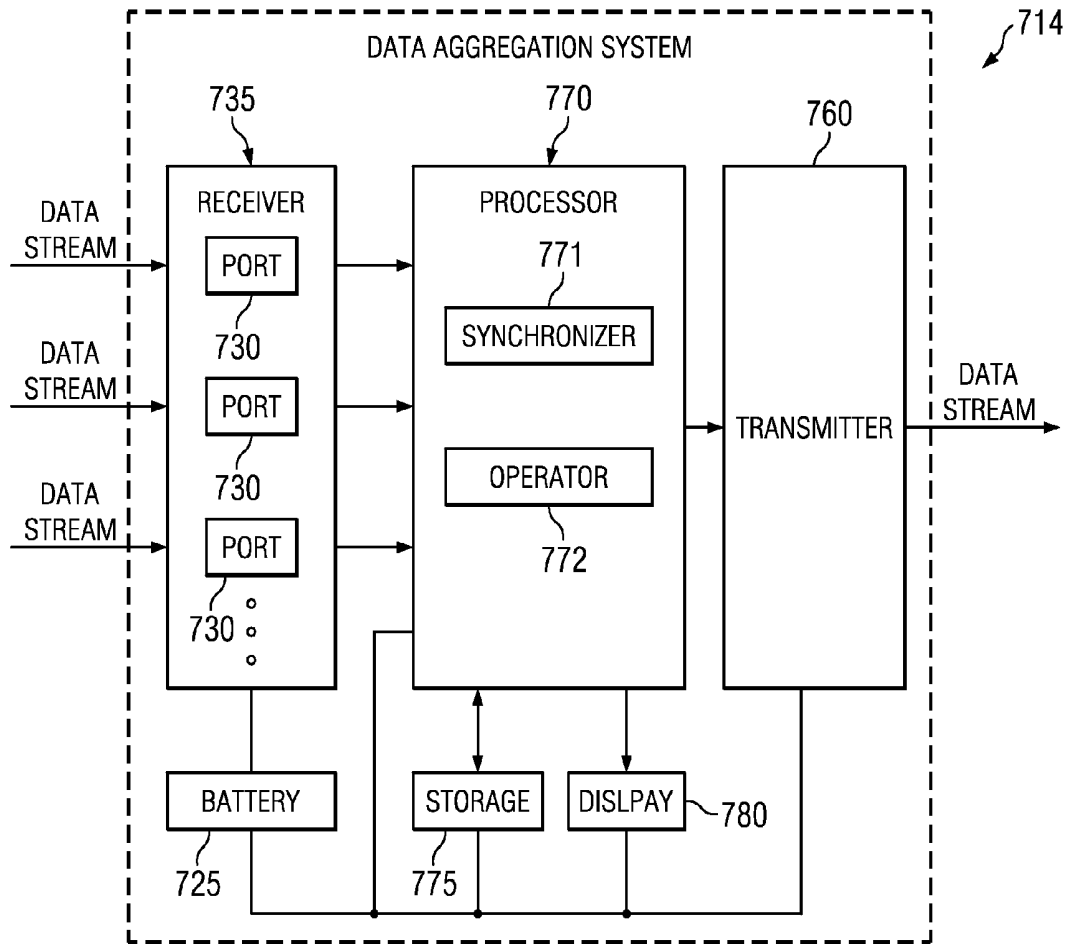 714
DATA AGGREGATION SYSTEM
735
770
760
RECEIVER
PROCESSOR
DATA
STREAM
PORT
730
771
SYNCHRONIZER
DATA
STREAM
PORT
730
TRANSMITTER
DATA
STREAM
OPERATOR
772
DATA
STREAM
PORT
730
BATTERY
725
STORAGE
775
DISLPAY
780